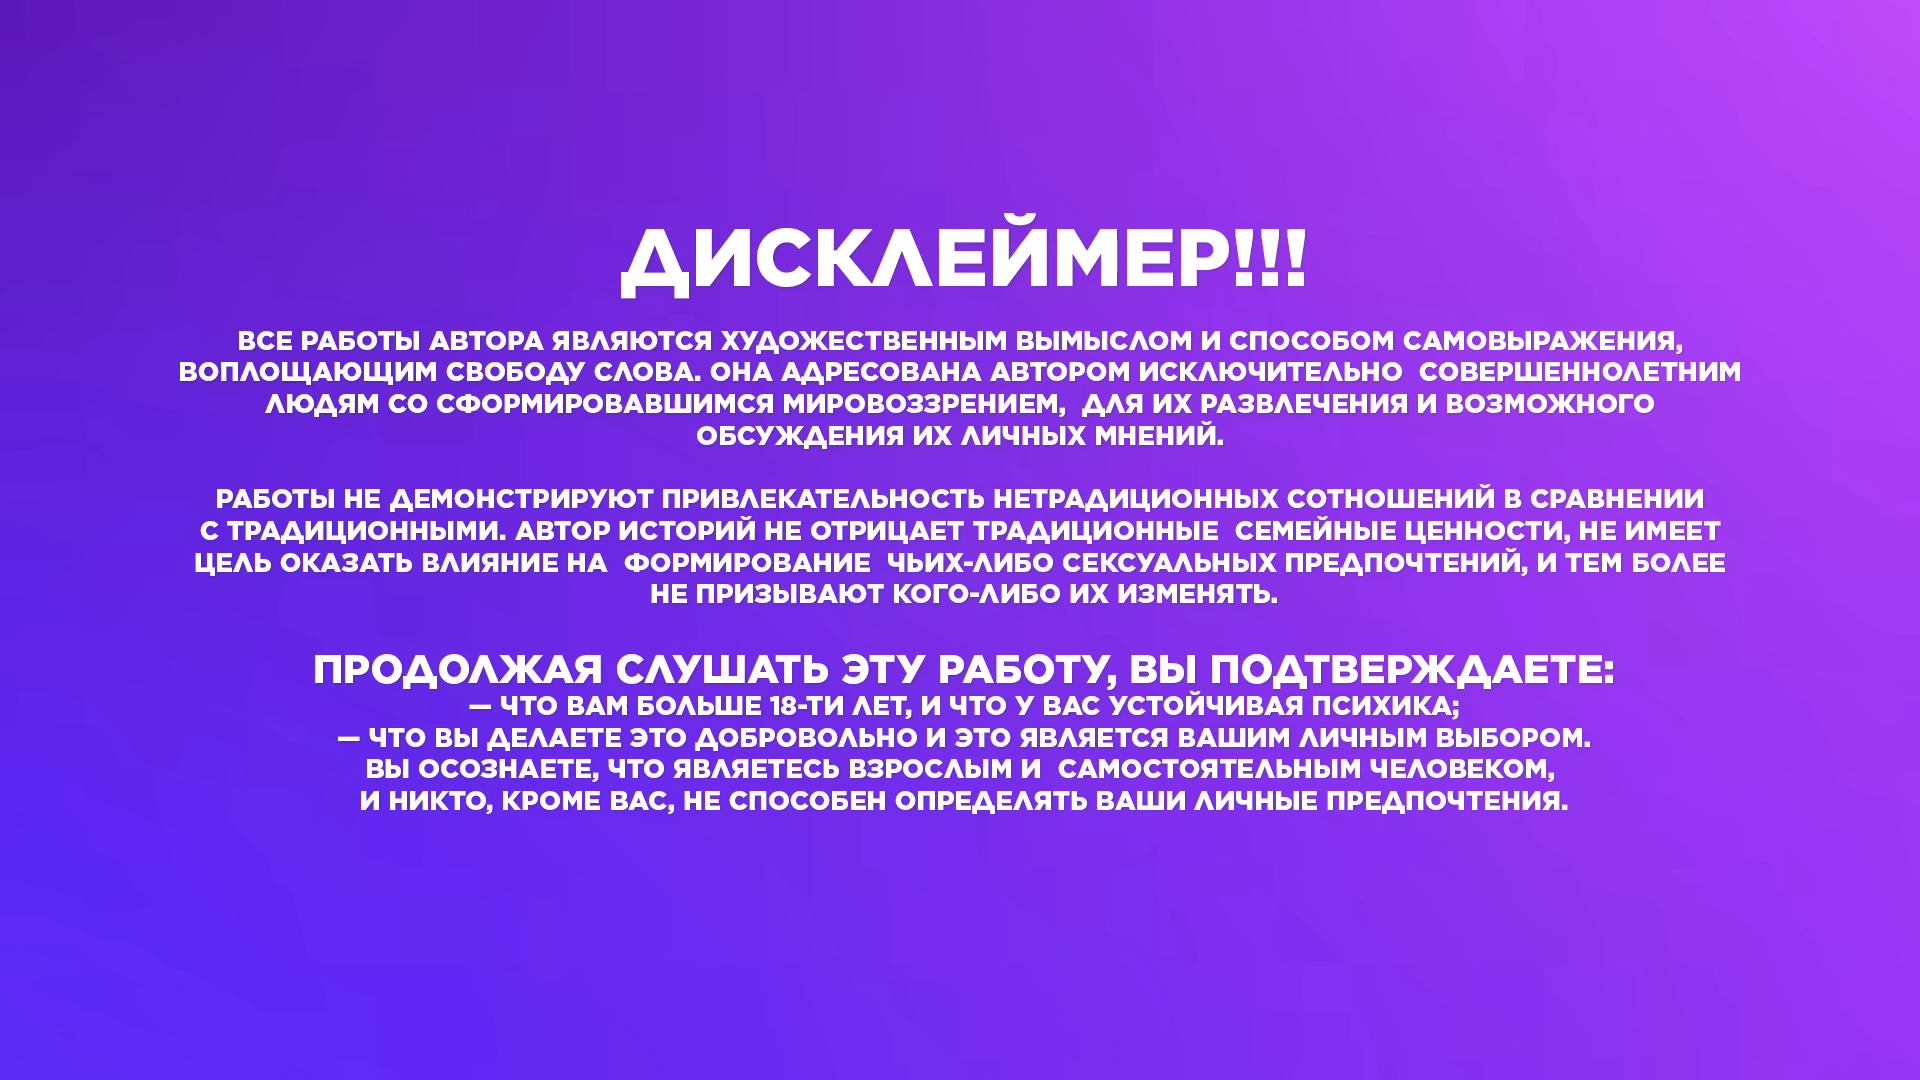 ДИСКЛЕЙМЕР!!!
ВСЕ РАБОТЫ АВТОРА ЯВЛЯЮТСЯ ХУДОЖЕСТВЕННЫМ ВЫМЫСЛОМ И СПОСОБОМ САМОВЫРАЖЕНИЯ,
ВОПЛОЩАЮЩИМ СВОБОДУ СЛОВА. ОНА АДРЕСОВАНА АВТОРОМ ИСКЛЮЧИТЕЛЬНО СОВЕРШЕННОЛЕТНИМ
ЛЮДЯМ СО СФОРМИРОВАВШИМСЯ МИРОВОЗЗРЕНИЕМ, ДЛЯ ИХ РАЗВЛЕЧЕНИЯ И ВОЗМОЖНОГО
ОБСУЖДЕНИЯ ИХ ЛИЧНЫХ МНЕНИЙ.
РАБОТЫ НЕ ДЕМОНСТРИРУЮТ ПРИВЛЕКАТЕЛЬНОСТЬ НЕТРАДИЦИОННЫХ СОТНОШЕНИЙ В СРАВНЕНИИ
С ТРАДИЦИОННЫМИ. АВТОР ИСТОРИЙ НЕ ОТРИЦАЕТ ТРАДИЦИОННЫЕ СЕМЕЙНЫЕ ЦЕННОСТИ, НЕ ИМЕЕТ
ЦЕЛЬ ОКАЗАТЬ ВЛИЯНИЕ НА ФОРМИРОВАНИЕ ЧЬИХ-ЛИБО СЕКСУАЛЬНЫХ ПРЕДПОЧТЕНИЙ, И ТЕМ БОЛЕЕ
НЕ ПРИЗЫВАЮТ КОГО-ЛИБО ИХ ИЗМЕНЯТЬ.
ПРОДОЛЖАЯ СЛУШАТЬ ЭТУ РАБОТУ, ВЫ ПОДТВЕРЖДАЕТЕ:
— ЧТО ВАМ БОЛЬШЕ 18-ТИ ЛЕТ, И ЧТО У ВАС УСТОЙЧИВАЯ ПСИХИКА;
— ЧТО ВЫ ДЕЛАЕТЕ ЭТО ДОБРОВОЛЬНО И ЭТО ЯВЛЯЕТСЯ ВАШИМ ЛИЧНЫМ ВЫБОРОМ.
ВЫ ОСОЗНАЕТЕ, ЧТО ЯВЛЯЕТЕСЬ ВЗРОСЛЫМ И САМОСТОЯТЕЛЬНЫМ ЧЕЛОВЕКОМ,
И НИКТО, КРОМЕ ВАС, НЕ СПОСОБЕН ОПРЕДЕЛЯТЬ ВАШИ ЛИЧНЫЕ ПРЕДПОЧТЕНИЯ.